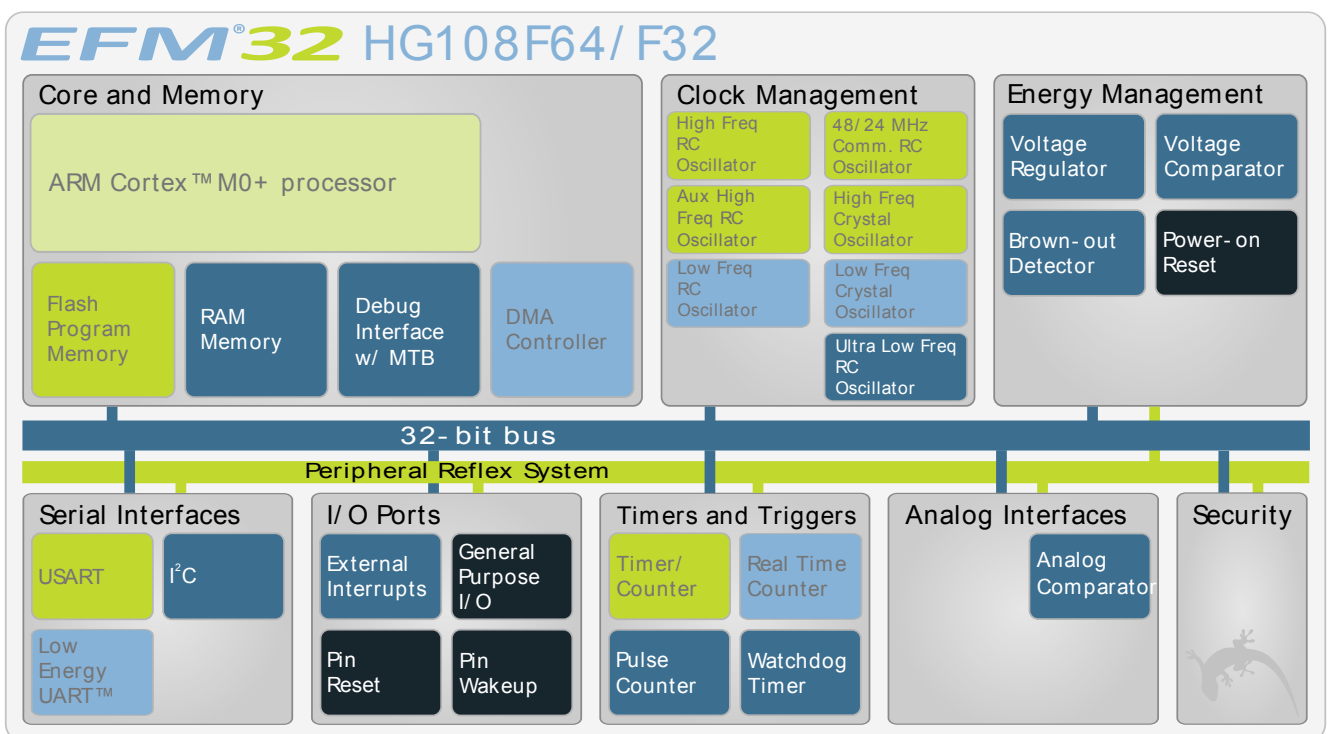 EFM®32 HG108F64/F32
Core and Memory
ARM Cortex™ M0+ processor
Flash
Program
Memory
RAM
Memory
Debug
Interface
w/ MTB
DMA
Controller
Clock Management
High Freq
RC
Oscillator
48/24 MHz
Comm. RC
Oscillator
Aux High
Freq RC
Oscillator
High Freq
Crystal
Oscillator
Low Freq
RC
Oscillator
Low Freq
Crystal
Oscillator
Ultra Low Freq
RC
Oscillator
Energy Management
Voltage
Regulator
Voltage
Comparator
Brown-out
Detector
Power-on
Reset
32-bit bus
Peripheral Reflex System
Serial Interfaces
USART
I²C
Low
Energy
UART™
I/O Ports
External
Interrupts
General
Purpose
I/O
Pin
Reset
Pin
Wakeup
Timers and Triggers
Timer/
Counter
Real Time
Counter
Pulse
Counter
Watchdog
Timer
Analog Interfaces
Analog
Comparator
Security